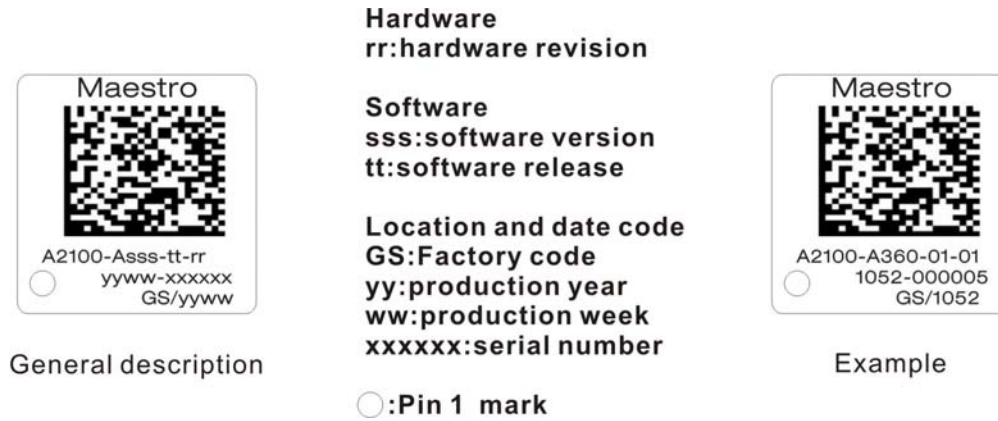 Maestro
A2100-Asss-tt-rr
yyww-xxxxxx
GS/yyww
General description
Hardware
rr:hardware revision
Software
sss:software version
tt:software release
Location and date code
GS:Factory code
yy:production year
ww:production week
xxxxxx:serial number
:Pin 1 mark
Maestro
A2100-A360-01-01
1052-000005
GS/1052
Example